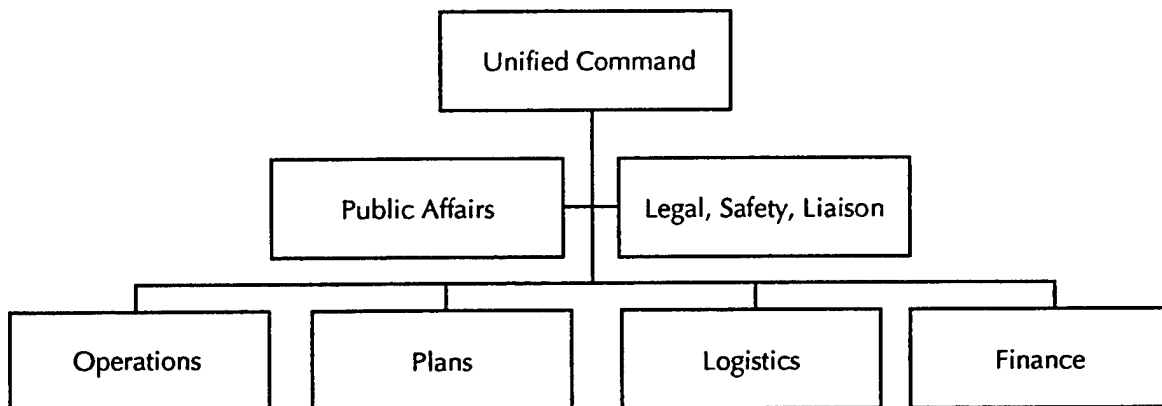 Unified Command
Public Affairs
Legal, Safety, Liaison
Operations
Plans
Logistics
Finance